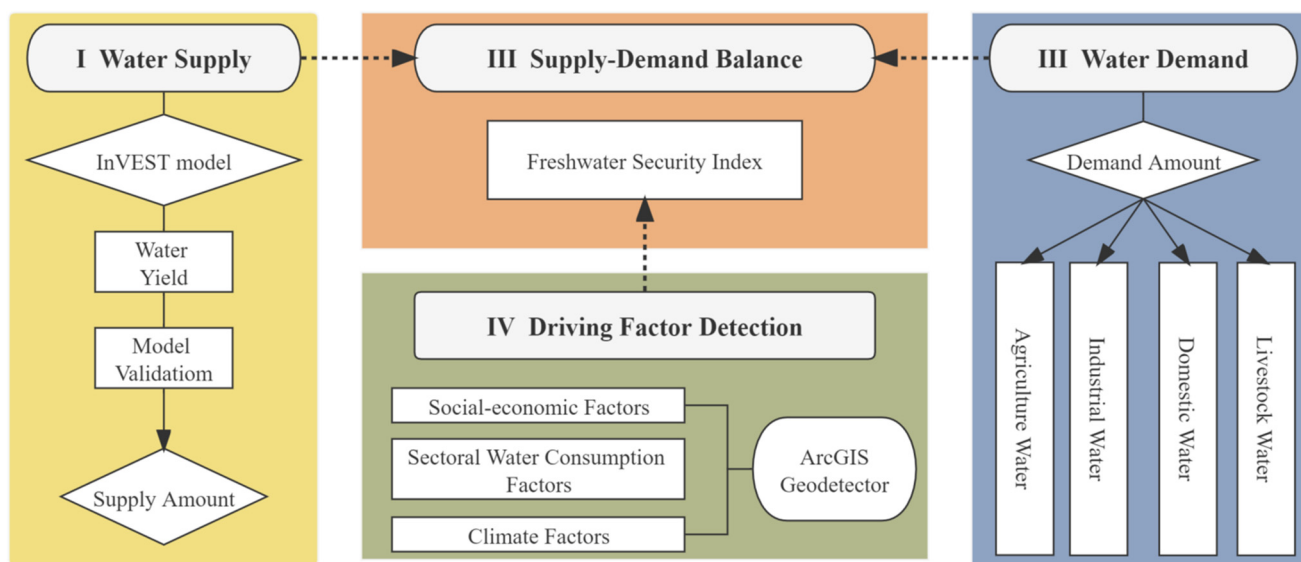 I Water Supply
InVEST model
Water
Yield
Model
Validatiom
Supply Amount
III Supply-Demand Balance
Freshwater Security Index
IV Driving Factor Detection
Social-economic Factors
Sectoral Water Consumption
Factors
Climate Factors
ArcGIS
Geodetector
III Water Demand
Demand Amount
Agriculture Water
Industrial Water
Domestic Water
Livestock Water